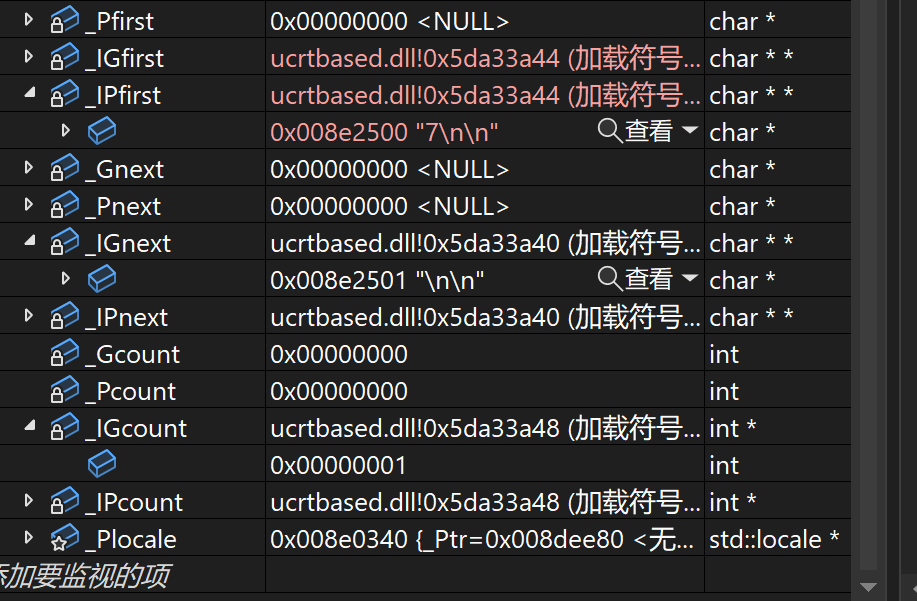 _Pfirst 0x00000000 <NULL> char *
_IGfirst ucrtbased.dll!0x5da33a44 (加载符号... char * *
_IPfirst ucrtbased.dll!0x5da33a44 (加载符号... char * *
0x008e2500 "7\n\n" 查看 char *
_Gnext 0x00000000 <NULL> char *
_Pnext 0x00000000 <NULL> char *
_IGnext ucrtbased.dll!0x5da33a40 (加载符号... char * *
0x008e2501 "\n\n" 查看 char *
_IPnext ucrtbased.dll!0x5da33a40 (加载符号... char * *
_Gcount 0x00000000 int
_Pcount 0x00000000 int
_IGcount ucrtbased.dll!0x5da33a48 (加载符号... int *
0x00000001 int
_IPcount ucrtbased.dll!0x5da33a48 (加载符号... int *
_Plocale 0x008e0340 {_Ptr=0x008dee80 <无... std::locale *
添加要监视的项